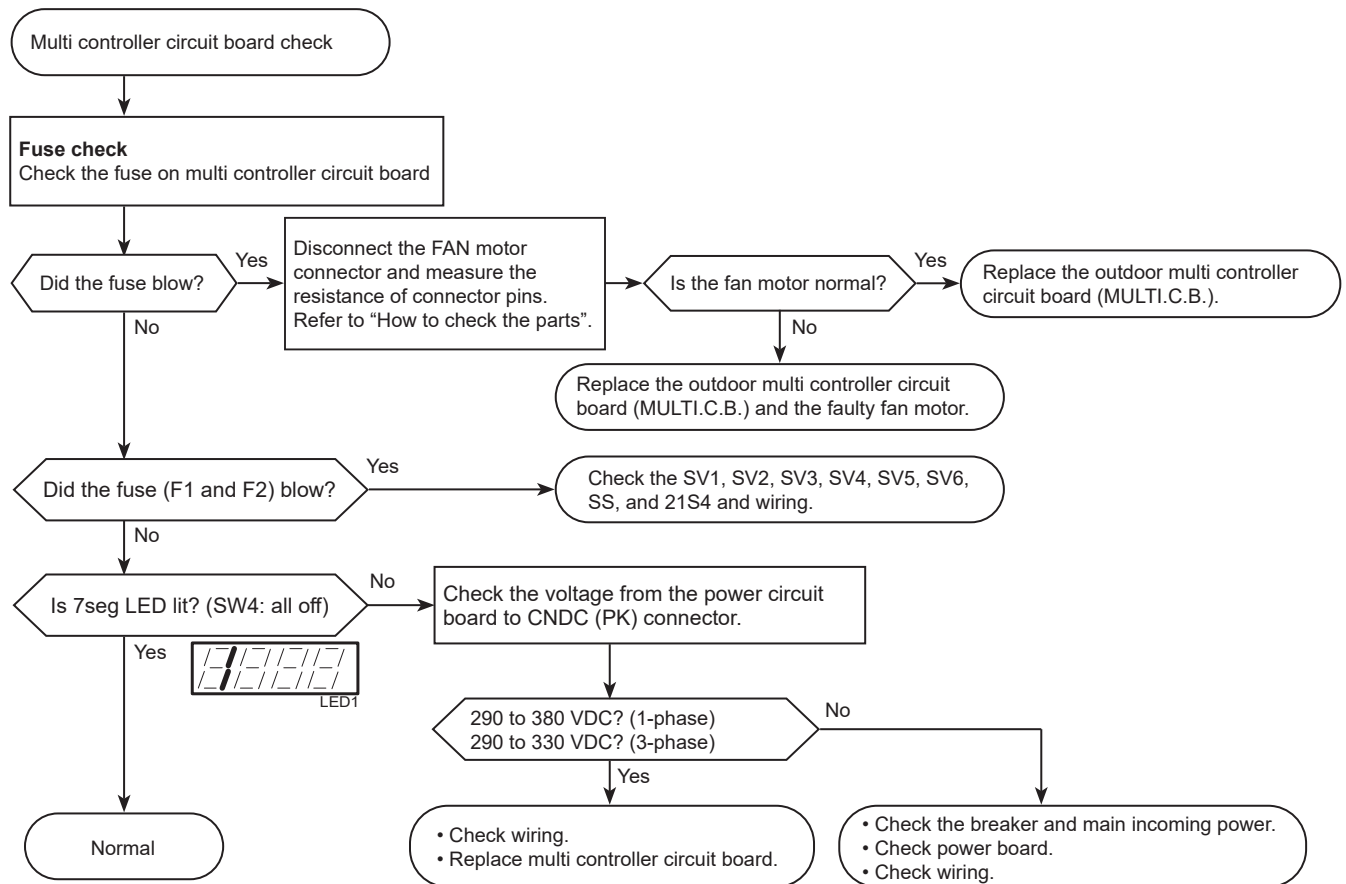 Multi controller circuit board check
Fuse check
Check the fuse on multi controller circuit board
Did the fuse blow?
Yes
Disconnect the FAN motor
connector and measure the
resistance of connector pins.
Refer to “How to check the parts”.
Is the fan motor normal?
Yes
Replace the outdoor multi controller
circuit board (MULTI.C.B.).
No
No
Replace the outdoor multi controller circuit
board (MULTI.C.B.) and the faulty fan motor.
Did the fuse (F1 and F2) blow?
Yes
Check the SV1, SV2, SV3, SV4, SV5, SV6,
SS, and 21S4 and wiring.
No
Is 7seg LED lit? (SW4: all off)
No
Check the voltage from the power circuit
board to CNDC (PK) connector.
Yes
LED1
290 to 380 VDC? (1-phase)
290 to 330 VDC? (3-phase)
No
Yes
Normal
• Check wiring.
• Replace multi controller circuit board.
• Check the breaker and main incoming power.
• Check power board.
• Check wiring.